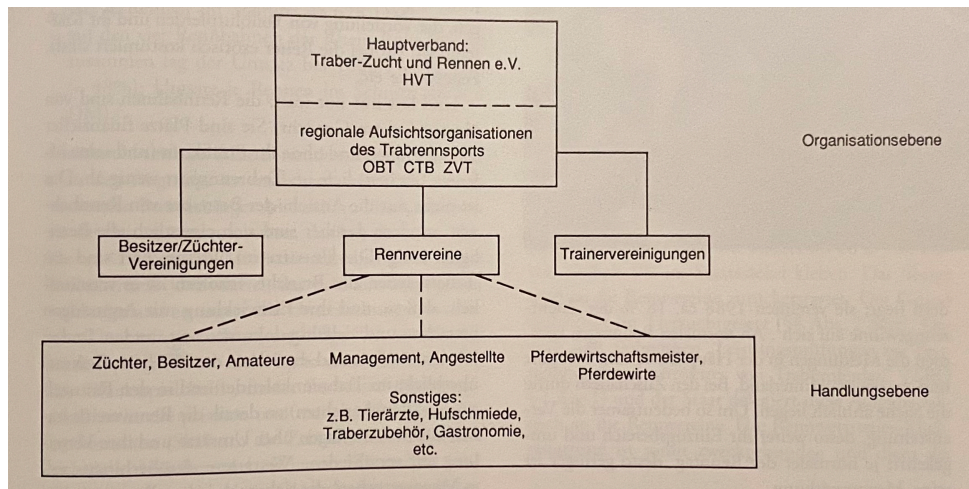 Hauptverband:
Traber-Zucht und Rennen e.V.
HVT
regionale Aufsichtsorganisationen
des Trabrennsports
OBT CTB ZVT
Organisationsebene
Besitzer/Züchter-
Vereinigungen
Rennvereine
Trainervereinigungen
Züchter, Besitzer, Amateure
Management, Angestellte
Sonstiges:
z.B. Tierärzte, Hufschmiede,
Traberzubehör, Gastronomie,
etc.
Pferdewirtschaftsmeister,
Pferdewirte
Handlungsebene